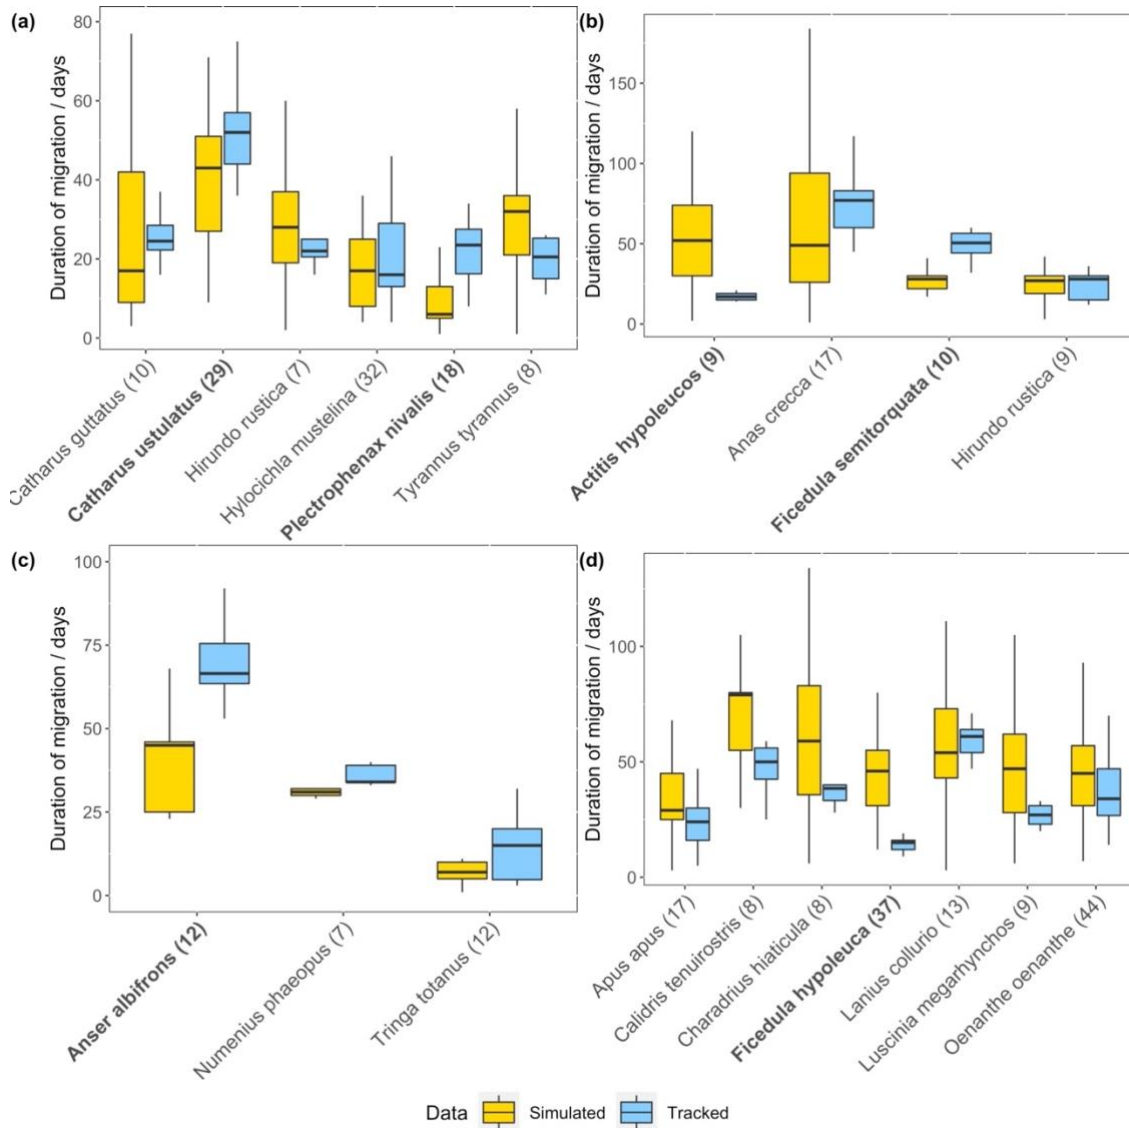 (a)
Duration of migration / days
80
60
40
20
0
Catharus guttatus (10)
Catharus ustulatus (29)
Hirundo rustica (7)
Hylocichla mustelina (32)
Plectrophenax nivalis (18)
Tyrannus tyrannus (8)
(b)
Duration of migration / days
150
100
50
0
Actitis hypoleucos (9)
Anas crecca (17)
Ficedula semitorquata (10)
Hirundo rustica (9)
(c)
Duration of migration / days
100
75
50
25
0
Anser albifrons (12)
Numenius phaeopus (7)
Tringa totanus (12)
(d)
Duration of migration / days
100
50
0
Apus apus (17)
Calidris tenuirostris (8)
Charadrius hiaticula (8)
Ficedula hypoleuca (37)
Lanius collurio (13)
Luscinia megarhynchos (9)
Oenanthe oenanthe (44)
Data Simulated Tracked